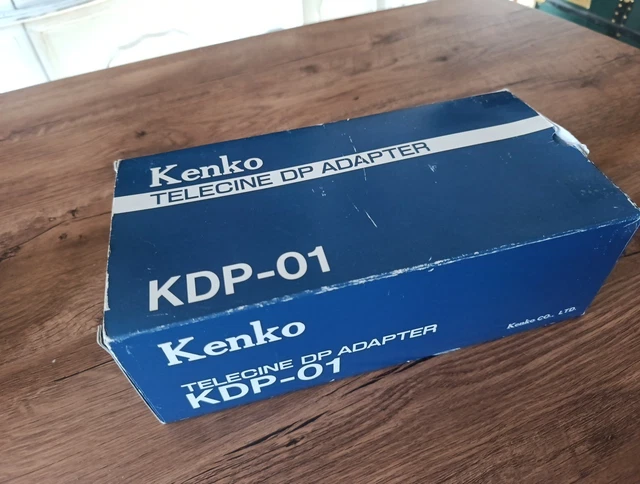 Kenko
TELECINE DP ADAPTER
KDP-01
Kenko
TELECINE DP ADAPTER
KDP-01
Kenko CO., LTD.